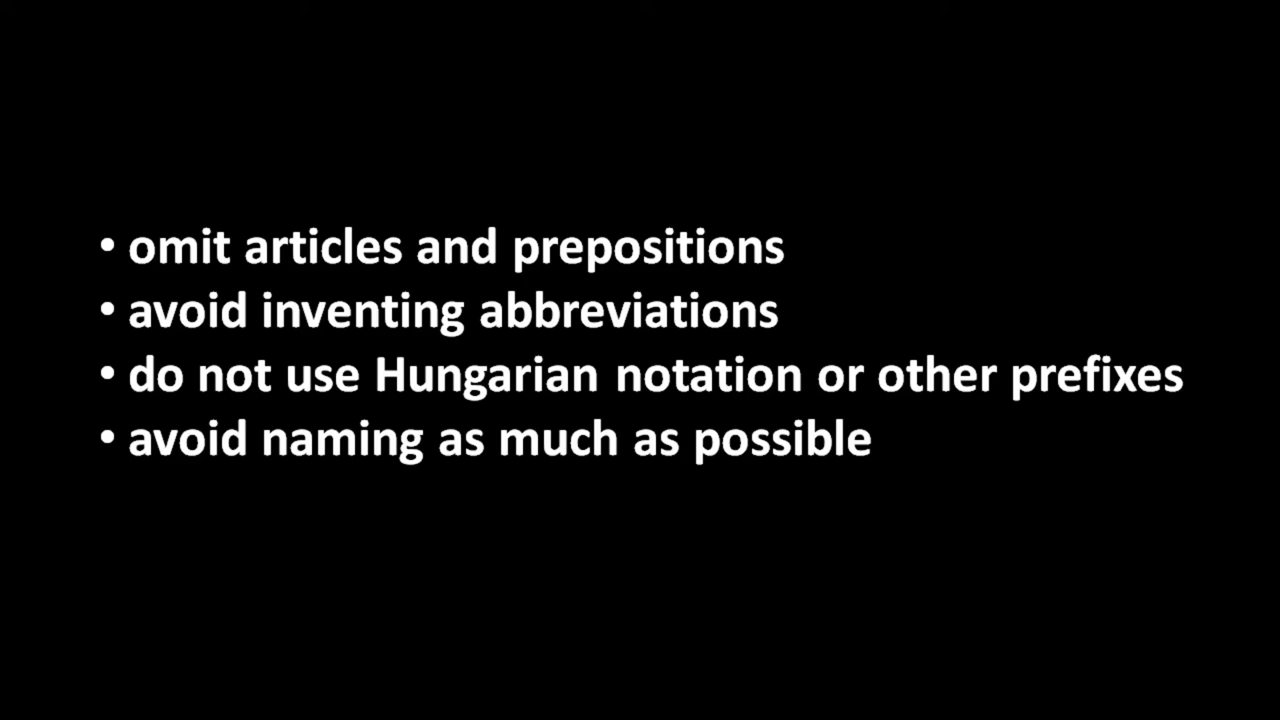 • omit articles and prepositions
• avoid inventing abbreviations
• do not use Hungarian notation or other prefixes
• avoid naming as much as possible